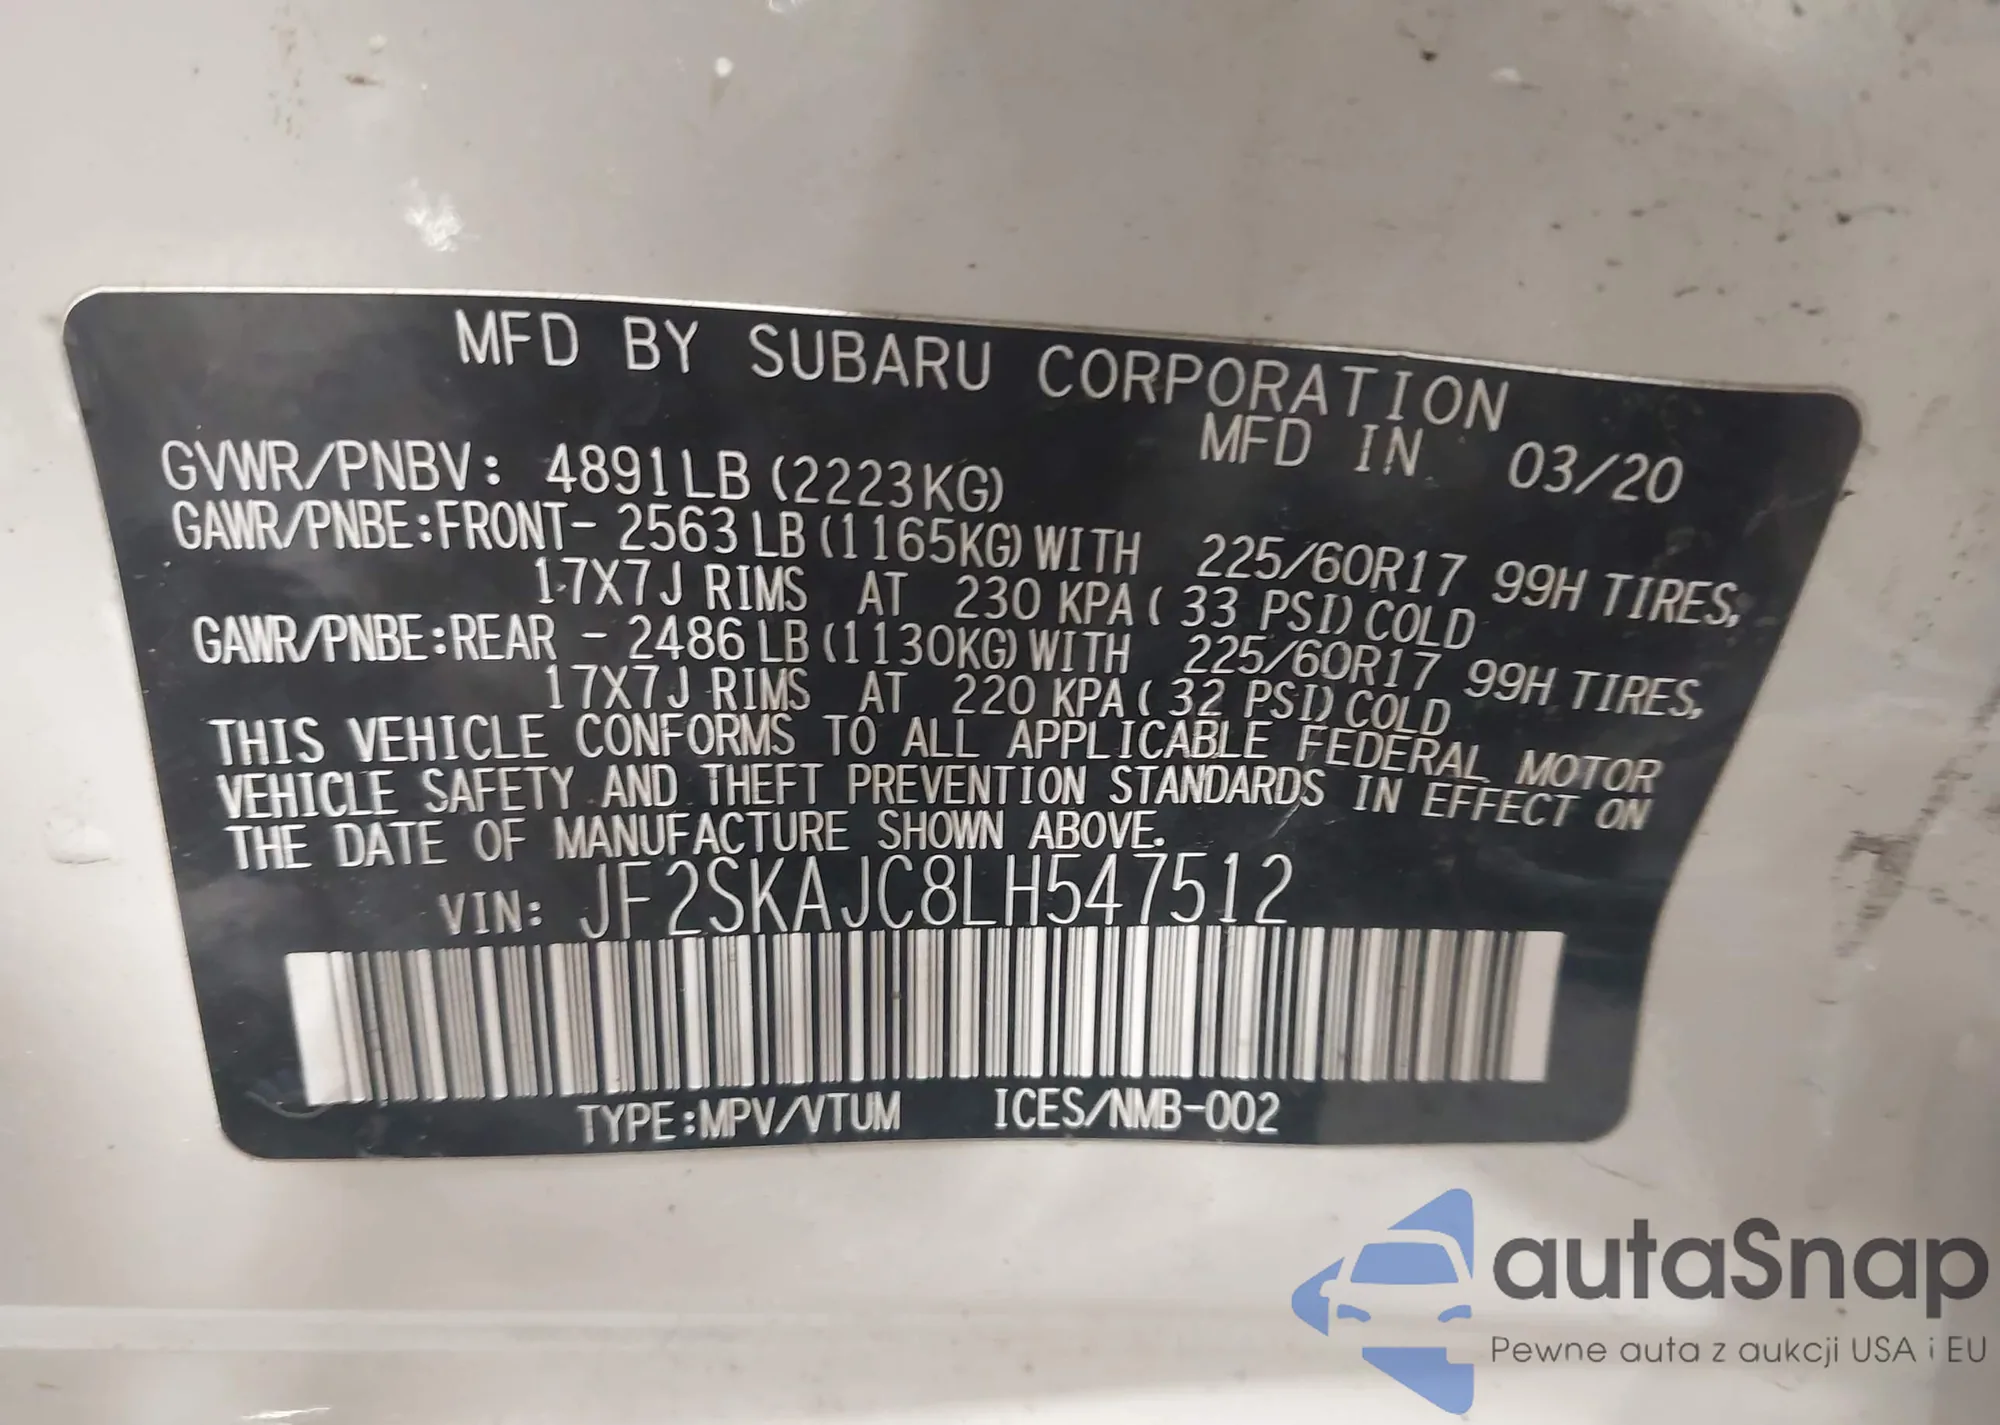 MFD BY SUBARU CORPORATION
MFD IN 03/20
GVWR/PNBV: 4891LB (2223KG)
GAWR/PNBE:FRONT- 2563 LB (1165KG) WITH 225/60R17 99H TIRES,
17X7J RIMS AT 230 KPA ( 33 PSI) COLD
GAWR/PNBE:REAR - 2486 LB (1130KG) WITH 225/60R17 99H TIRES,
17X7J RIMS AT 220 KPA ( 32 PSI) COLD
THIS VEHICLE CONFORMS TO ALL APPLICABLE FEDERAL MOTOR
VEHICLE SAFETY AND THEFT PREVENTION STANDARDS IN EFFECT ON
THE DATE OF MANUFACTURE SHOWN ABOVE.
VIN: JF2SKAJC8LH547512
TYPE:MPV/VTUM ICES/NMB-002
autaSnap
Pewne auta z aukcji USA i EU